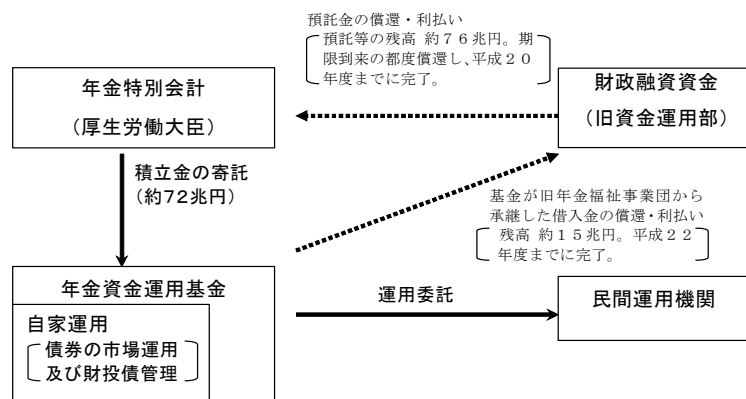 預託金の償還・利払い
預託等の残高 約７６兆円。期
限到来の都度償還し、平成２０
年度までに完了。
年金特別会計
（厚生労働大臣）
財政融資資金
（旧資金運用部）
積立金の寄託
（約72兆円）
基金が旧年金福祉事業団から
承継した借入金の償還・利払い
残高 約１５兆円。平成２２
年度までに完了。
年金資金運用基金
自家運用
債券の市場運用
及び財投債管理
運用委託
民間運用機関